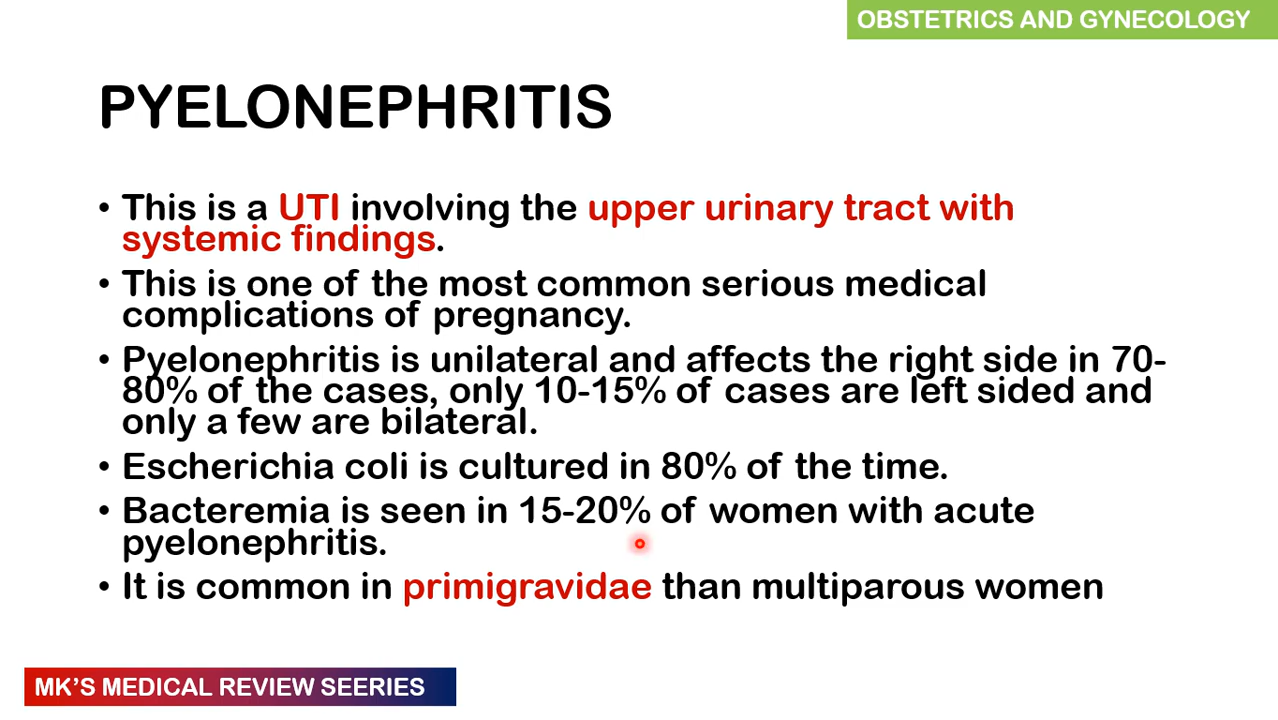 OBSTETRICS AND GYNECOLOGY
PYELONEPHRITIS
• This is a UTI involving the upper urinary tract with
systemic findings.
• This is one of the most common serious medical
complications of pregnancy.
• Pyelonephritis is unilateral and affects the right side in 70-
80% of the cases, only 10-15% of cases are left sided and
only a few are bilateral.
• Escherichia coli is cultured in 80% of the time.
• Bacteremia is seen in 15-20% of women with acute
pyelonephritis.
• It is common in primigravidae than multiparous women
MK'S MEDICAL REVIEW SEERIES